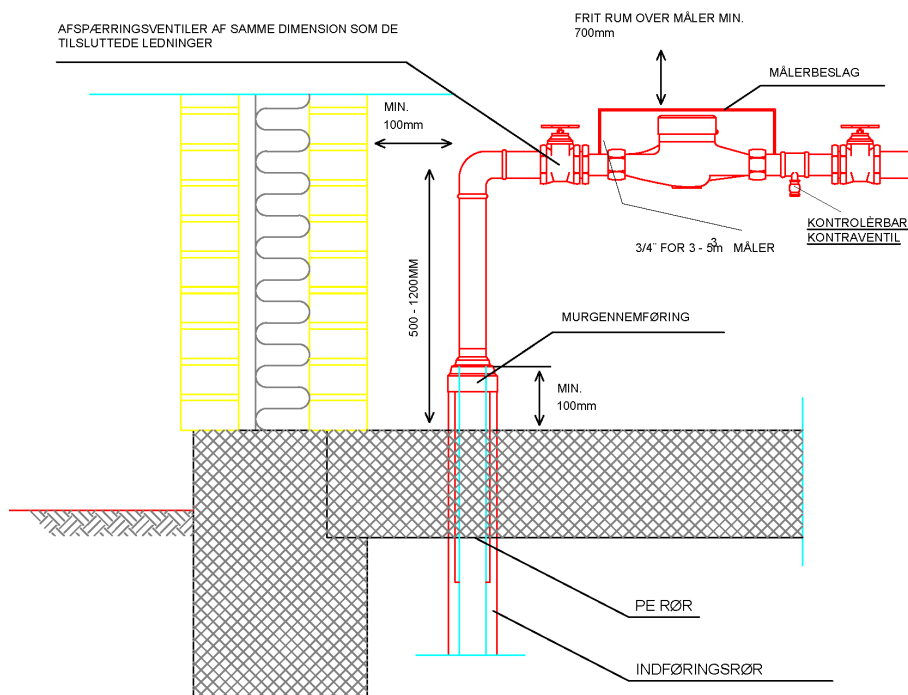 FRIT RUM OVER MÅLER MIN.
700mm
AFSPÆRRINGSVENTILER AF SAMME DIMENSION SOM DE
TILSLUTTEDE LEDNINGER
MÅLERBESLAG
MIN.
100mm
KONTROLÉRBAR
KONTRAVENTIL
3/4" FOR 3 - 5m³ MÅLER
500 - 1200MM
MURGENNEMFØRING
MIN.
100mm
PE RØR
INDFØRINGSRØR